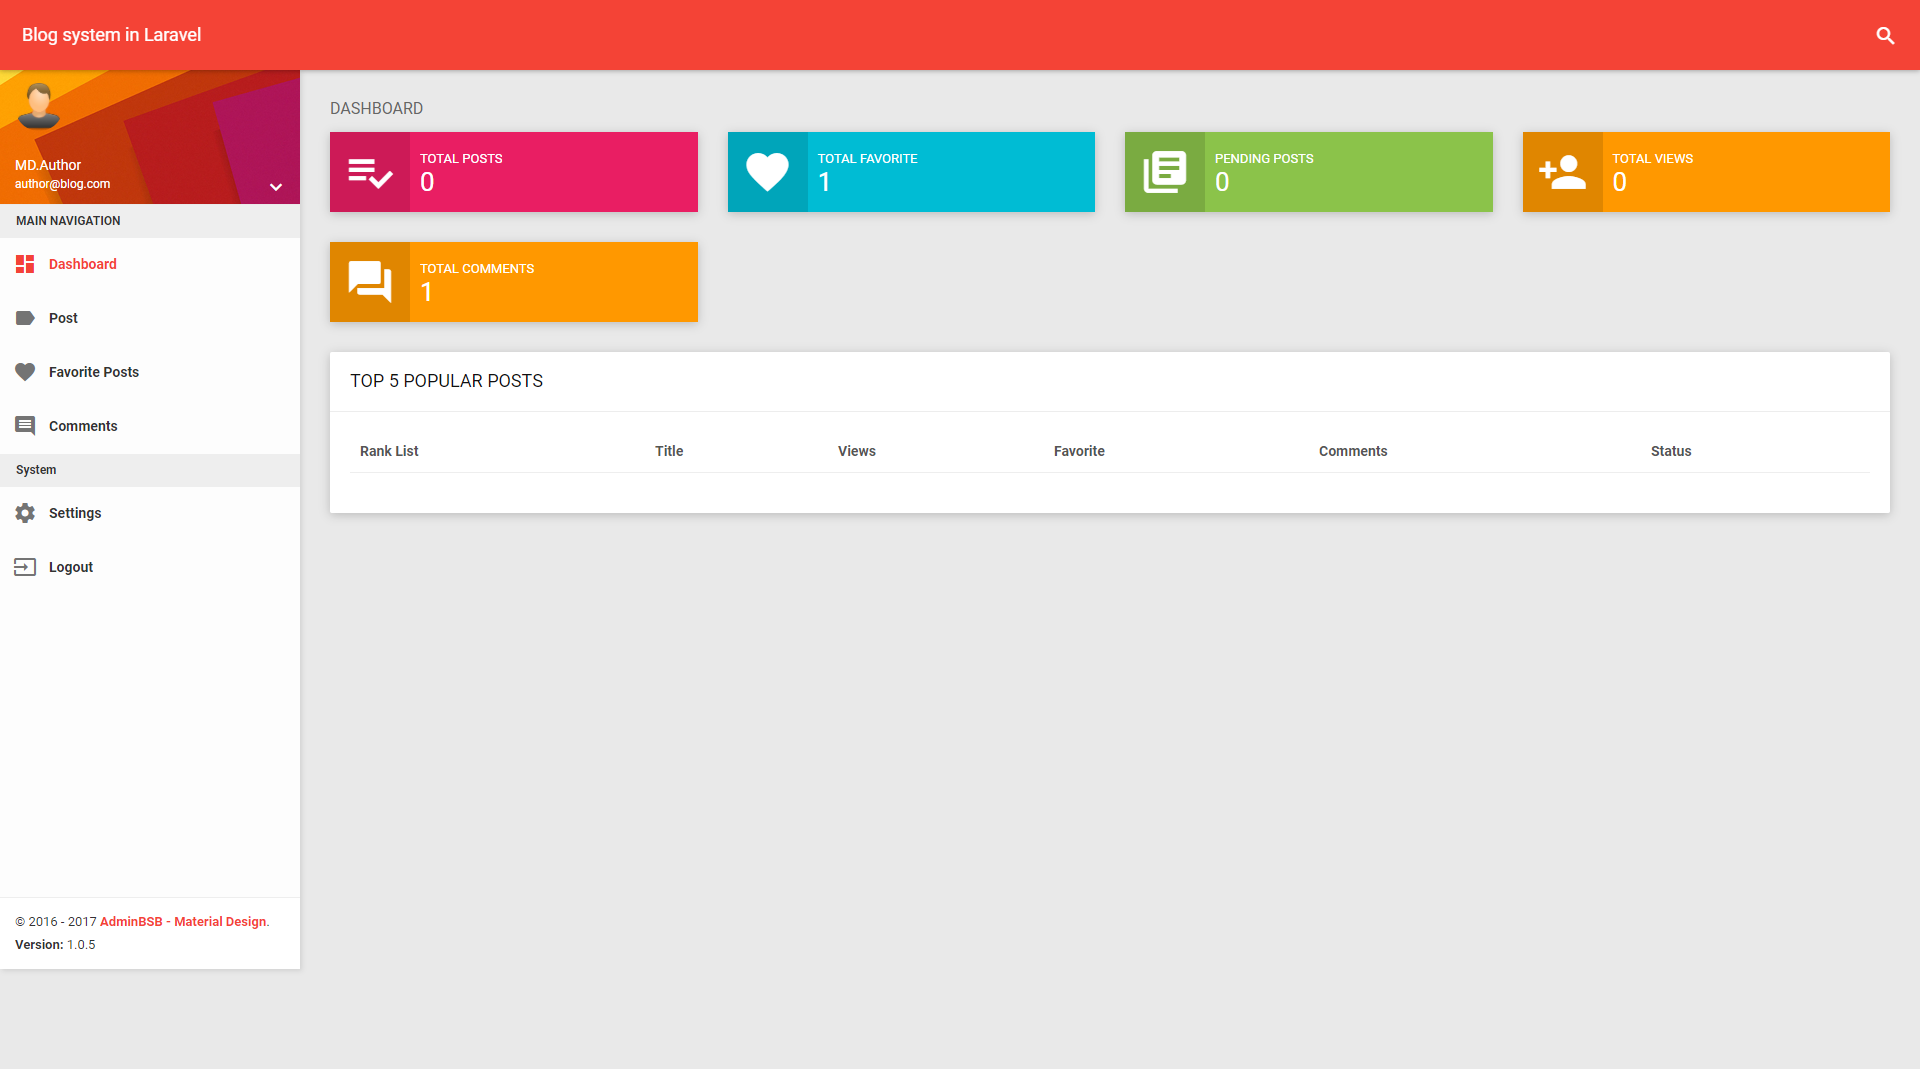 Blog system in Laravel
MD.Author
author@blog.com
MAIN NAVIGATION
Dashboard
Post
Favorite Posts
Comments
System
Settings
Logout
© 2016 - 2017 AdminBSB - Material Design.
Version: 1.0.5
DASHBOARD
TOTAL POSTS
0
TOTAL FAVORITE
1
PENDING POSTS
0
TOTAL VIEWS
0
TOTAL COMMENTS
1
TOP 5 POPULAR POSTS
Rank List Title Views Favorite Comments Status